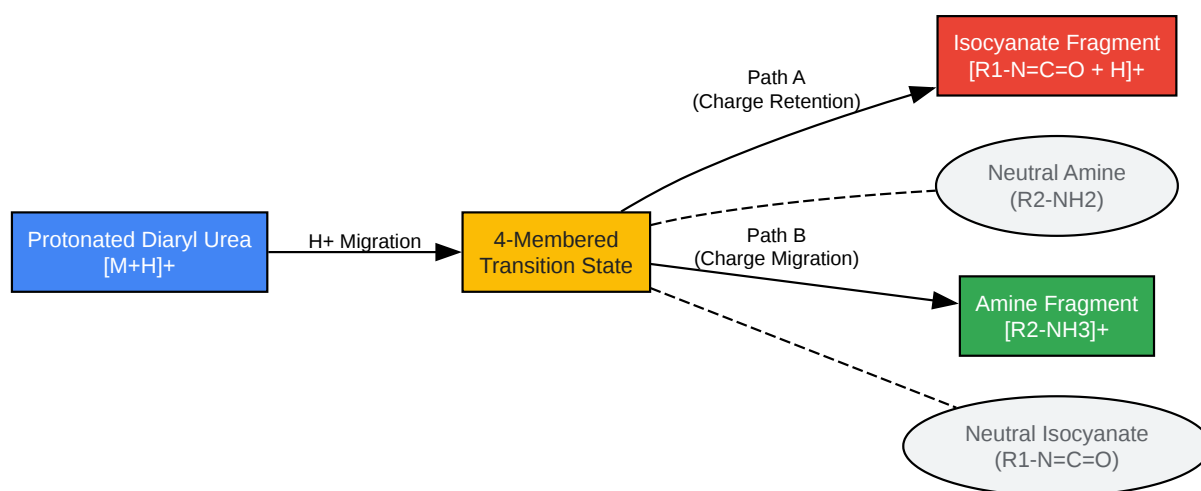 Protonated Diaryl Urea
[M+H]+
H+ Migration
4-Membered
Transition State
Path A
(Charge Retention)
Isocyanate Fragment
[R1-N=C=O + H]+
Neutral Amine
(R2-NH2)
Path B
(Charge Migration)
Amine Fragment
[R2-NH3]+
Neutral Isocyanate
(R1-N=C=O)